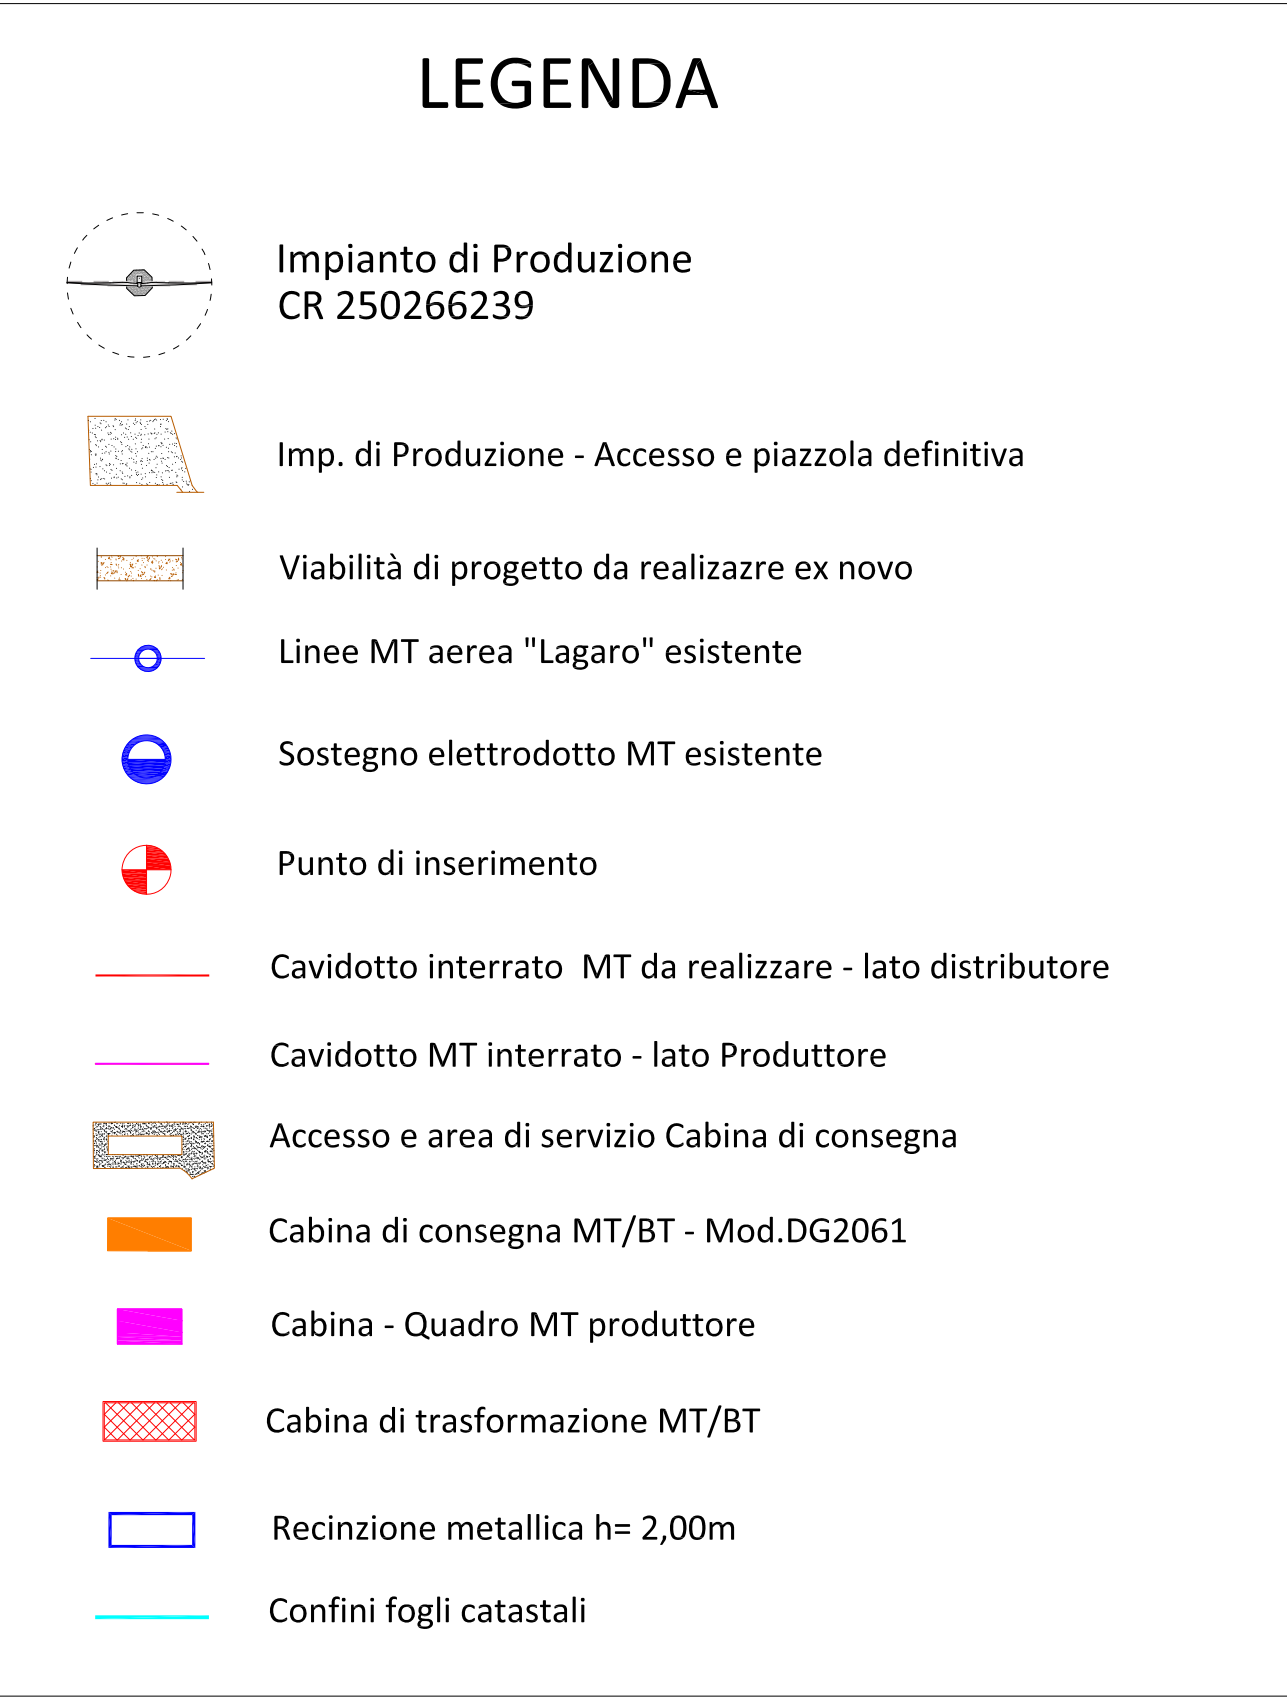 LEGENDA
Impianto di Produzione
CR 250266239
Imp. di Produzione - Accesso e piazzola definitiva
Viabilità di progetto da realizazre ex novo
Linee MT aerea "Lagaro" esistente
Sostegno elettrodotto MT esistente
Punto di inserimento
Cavidotto interrato  MT da realizzare - lato distributore
Cavidotto MT interrato - lato Produttore
Accesso e area di servizio Cabina di consegna
Cabina di consegna MT/BT - Mod.DG2061
Cabina - Quadro MT produttore
Cabina di trasformazione MT/BT
Recinzione metallica h= 2,00m
Confini fogli catastali